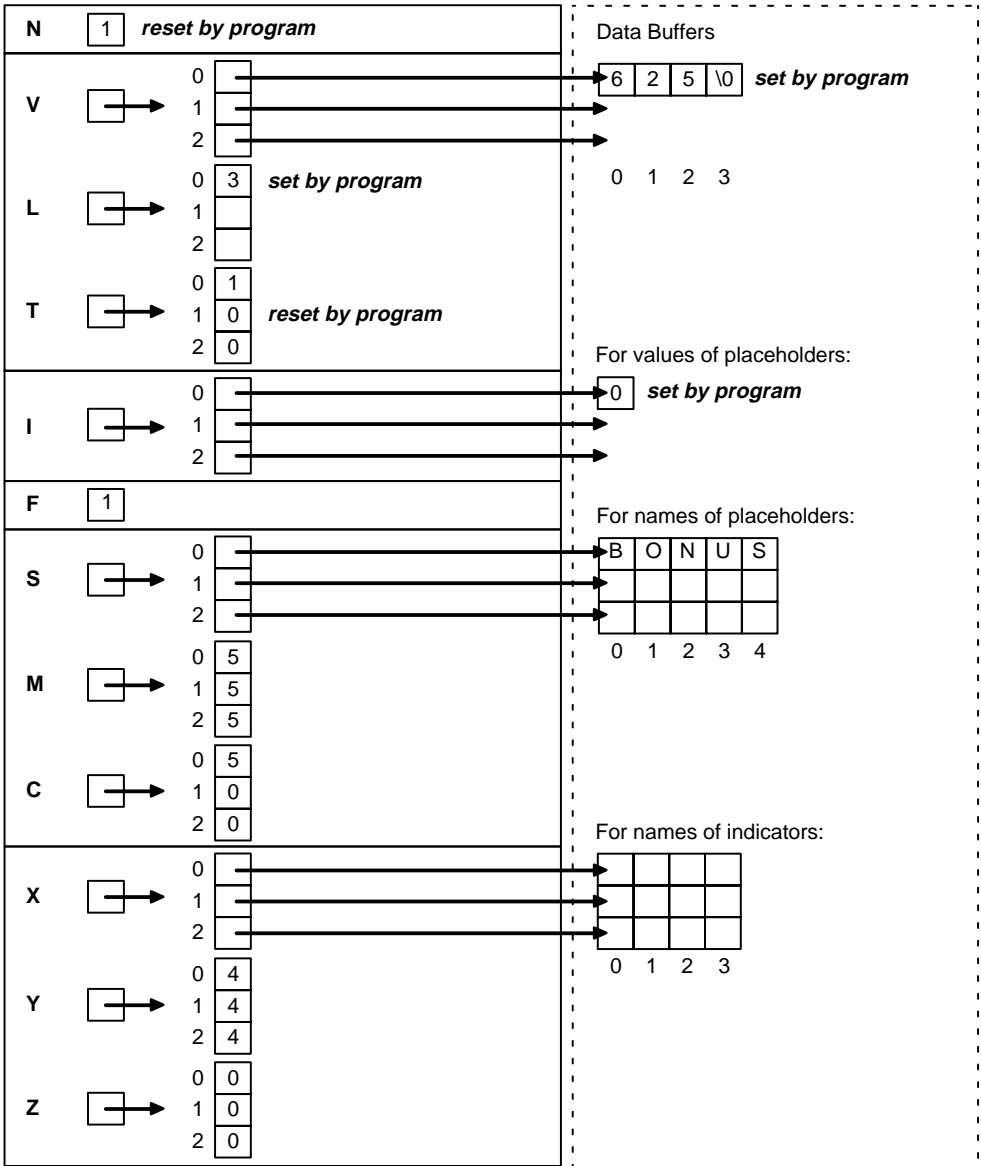 N 1 reset by program
Data Buffers
V
0
1
2
6 2 5 \0 set by program
0 1 2 3
L
0 3 set by program
1
2
T
0 1
1 0 reset by program
2 0
For values of placeholders:
I
0
1
2
0 set by program
F 1
For names of placeholders:
S
0
1
2
B O N U S
0 1 2 3 4
M
0 5
1 5
2 5
C
0 5
1 0
2 0
For names of indicators:
X
0
1
2
0 1 2 3
Y
0 4
1 4
2 4
Z
0 0
1 0
2 0